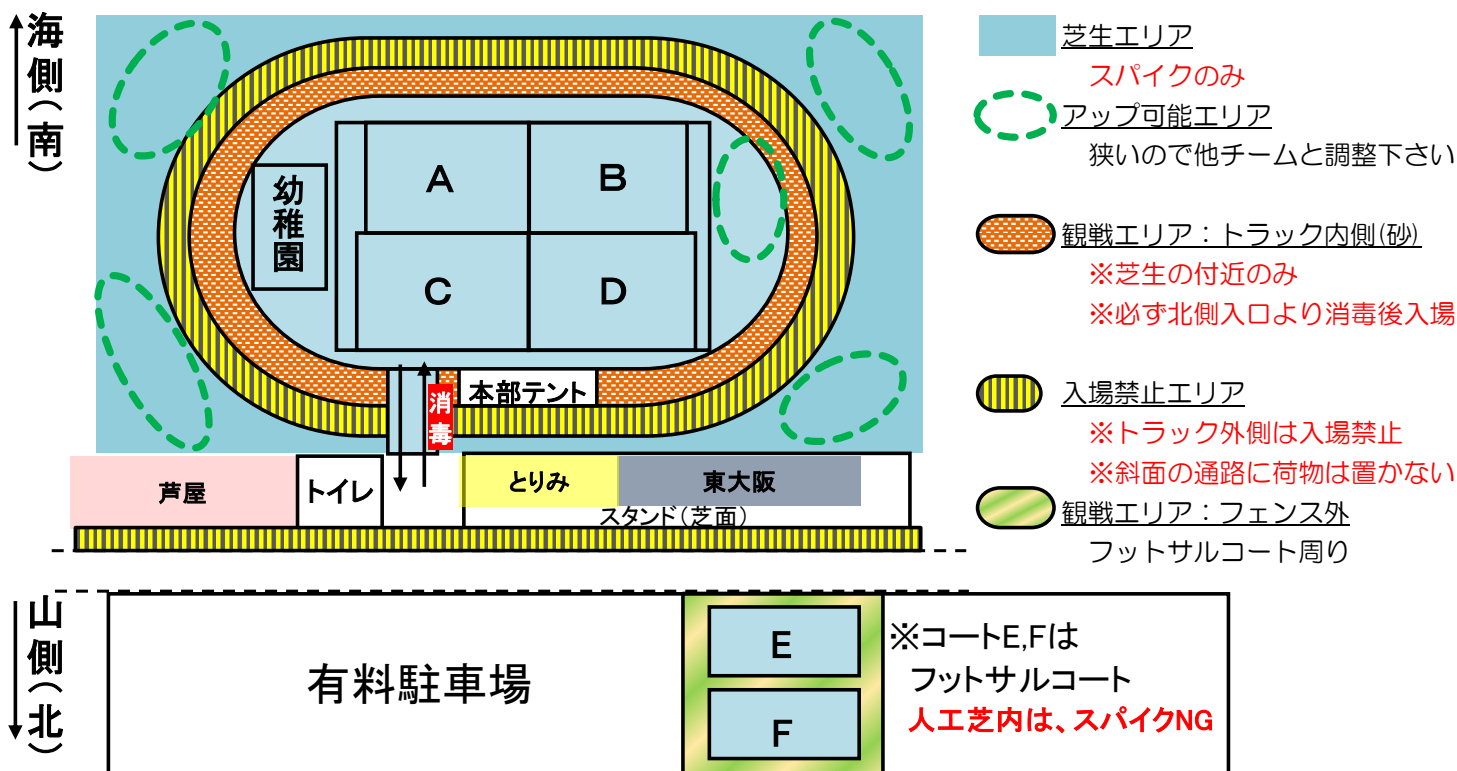 海側(南)
幼稚園
A
B
C
D
消毒
本部テント
芦屋
トイレ
とりみ
東大阪
スタンド(芝面)
芝生エリア
スパイクのみ
アップ可能エリア
狭いので他チームと調整下さい
観戦エリア：トラック内側(砂)
※芝生の付近のみ
※必ず北側入口より消毒後入場
入場禁止エリア
※トラック外側は入場禁止
※斜面の通路に荷物は置かない
観戦エリア：フェンス外
フットサルコート周り
山側(北)
有料駐車場
E
F
※コートE,Fは
フットサルコート
人工芝内は、スパイクNG